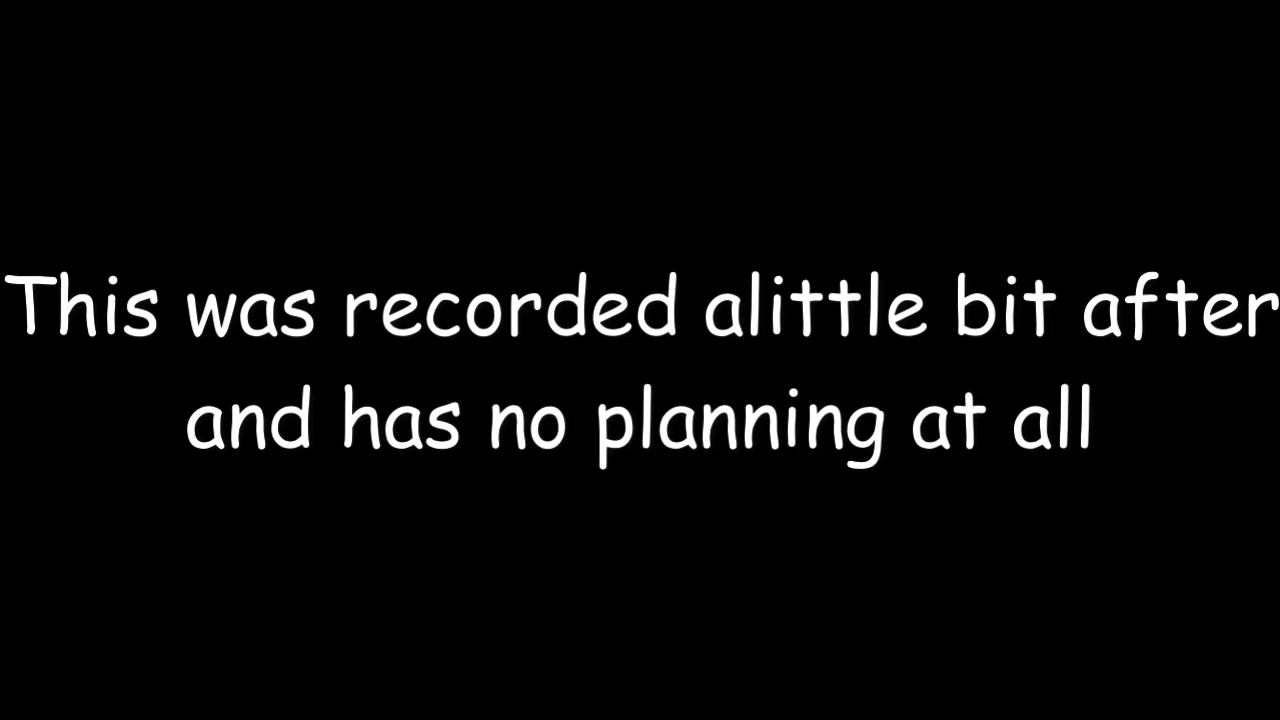 This was recorded alittle bit after
and has no planning at all